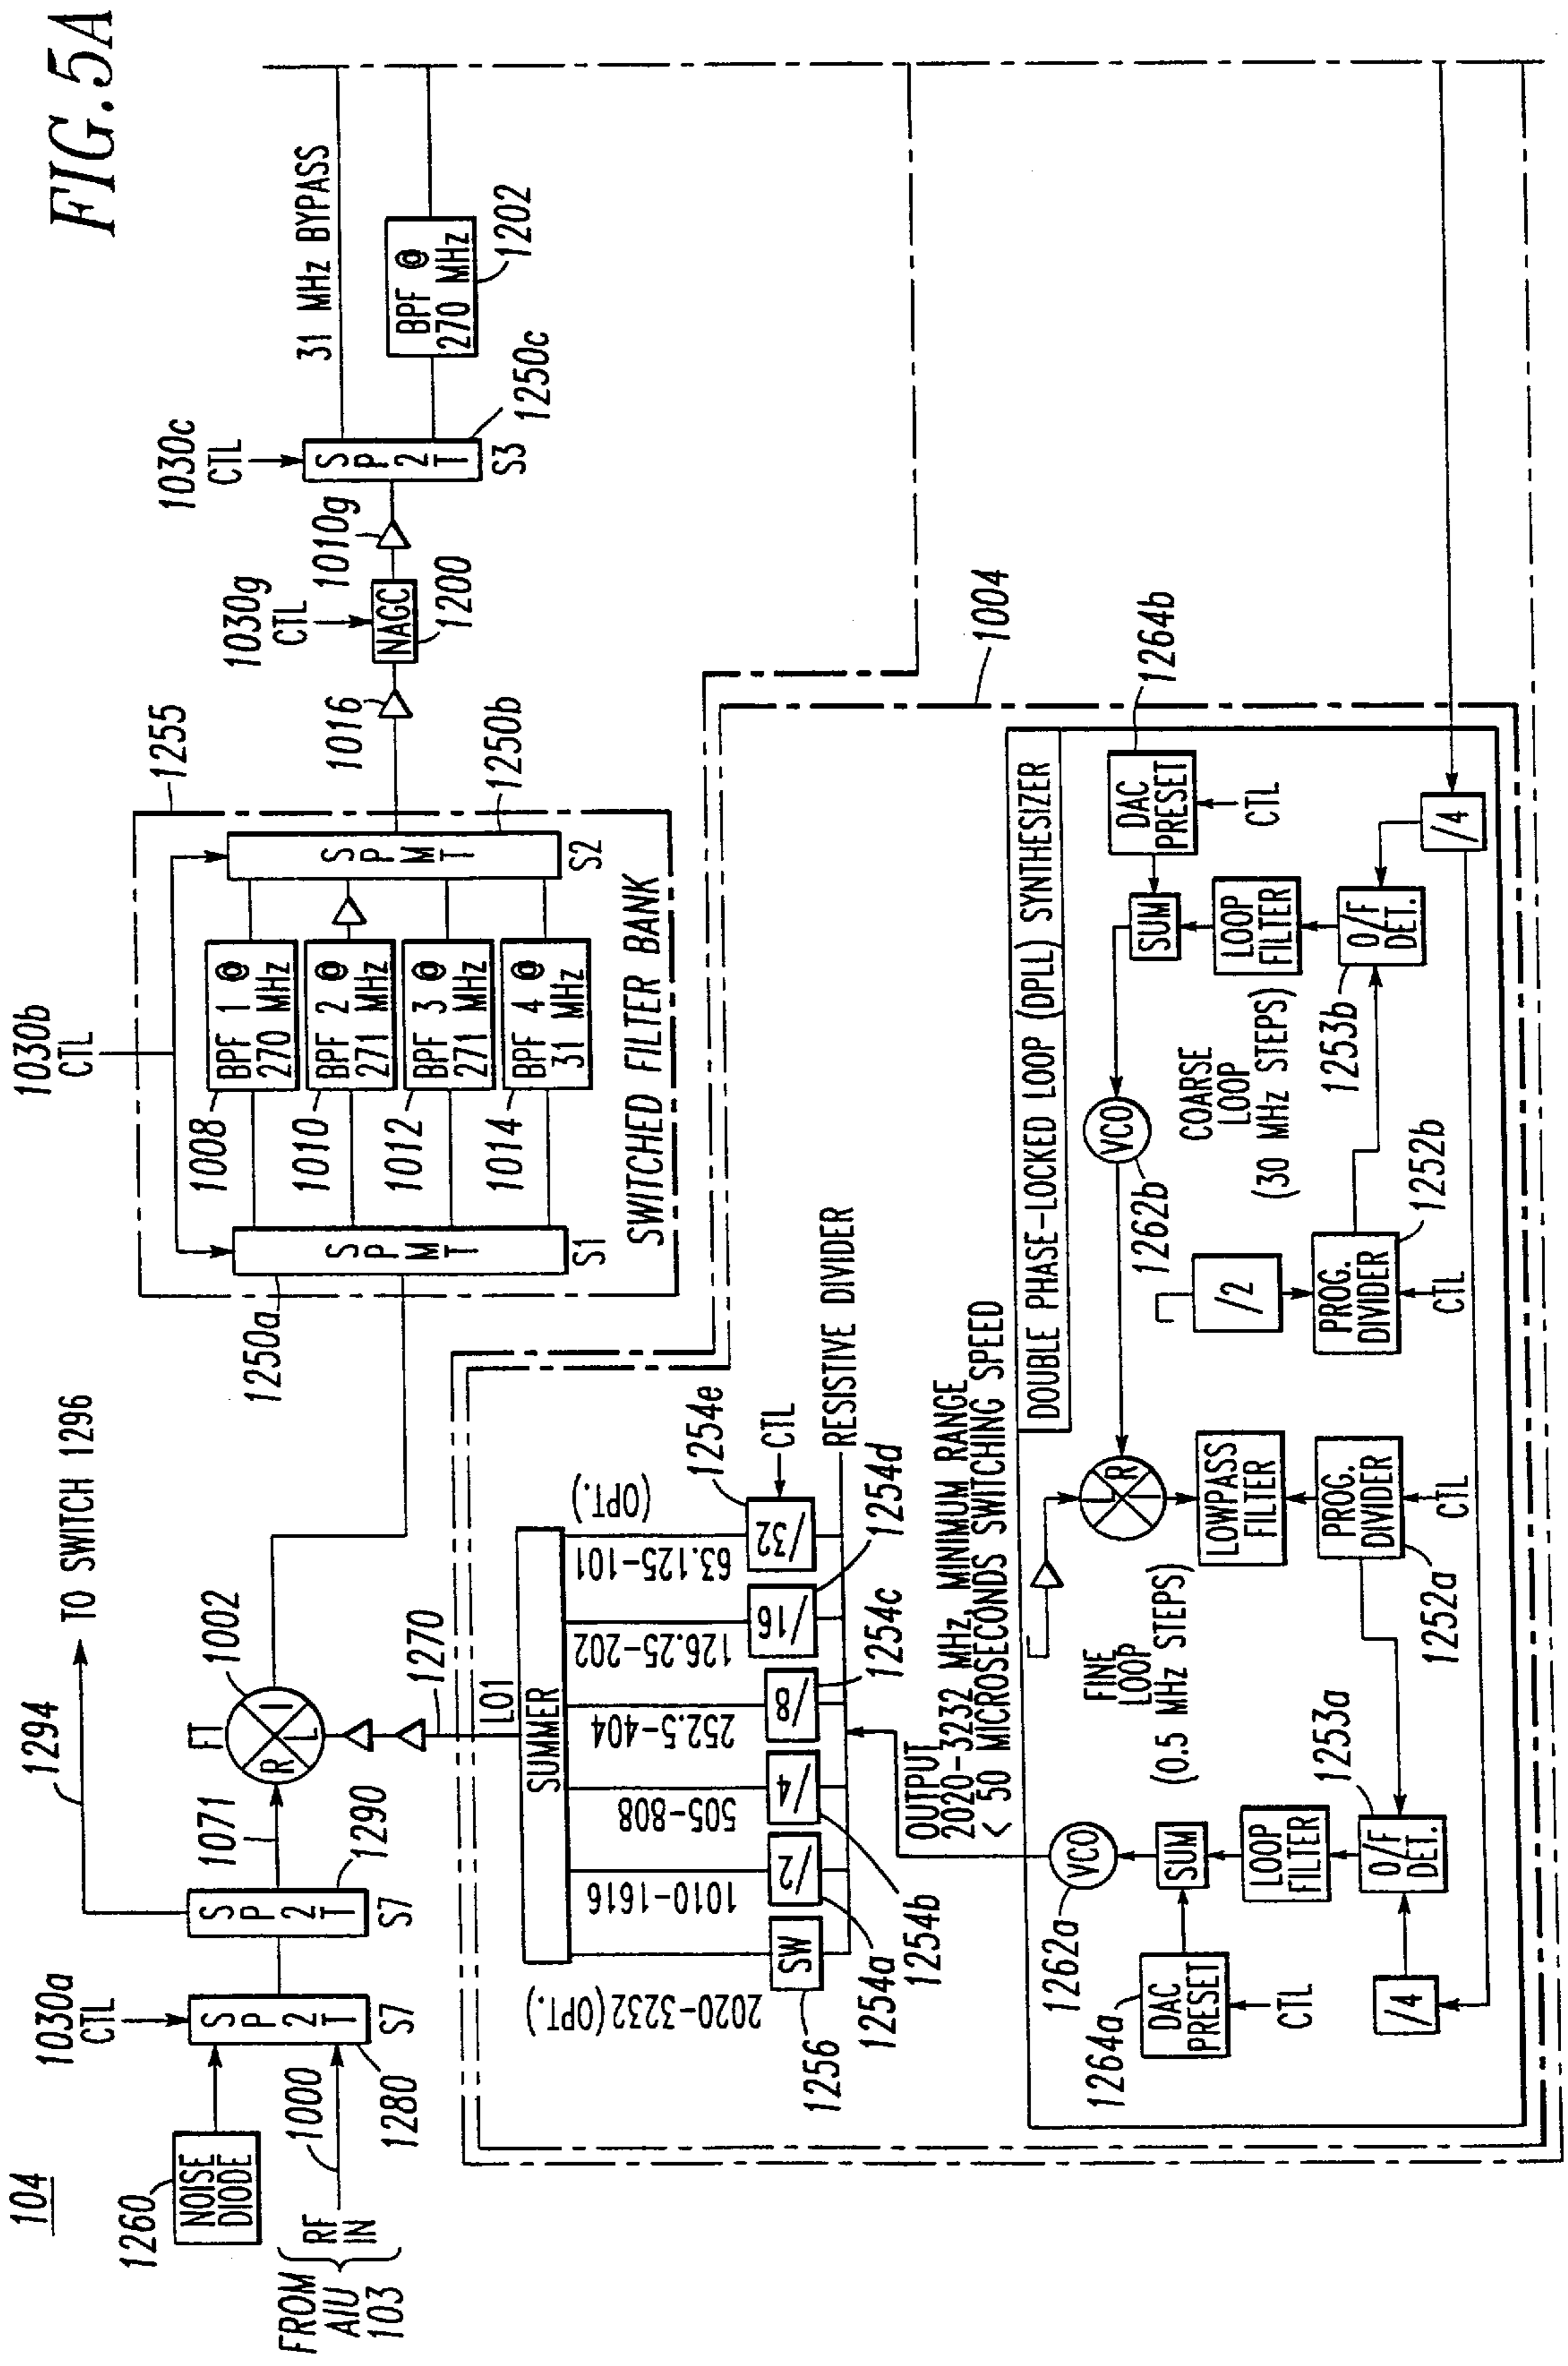 FIG.5A
104
1260
NOISE
DIODE
FROM
AIU
103
RF
IN
1000
1030a
CTL
SP2T
S7
1280
SP2T
S7
1290
1294
TO SWITCH 1296
1071
FT
R
L
I
1002
1270
1030b
CTL
1255
1250a
SPMT
S1
1008
BPF 1 @
270 MHz
1010
BPF 2 @
271 MHz
1012
BPF 3 @
271 MHz
1014
BPF 4 @
31 MHz
SPMT
S2
1250b
SWITCHED FILTER BANK
1016
1030g
CTL
NAGC
1200
1010g
1030c
CTL
SP2T
S3
1250c
31 MHz BYPASS
BPF @
270 MHz
1202
LO1
SUMMER
2020-3232 (OPT.)
1010-1616
505-808
252.5-404
126.25-202
63.125-101
(OPT.)
SW
/2
/4
/8
/16
/32
CTL
1256
1254a
1254b
1254c
1254d
1254e
RESISTIVE DIVIDER
OUTPUT
2020-3232 MHz, MINIMUM RANGE
< 50 MICROSECONDS SWITCHING SPEED
1004
DOUBLE PHASE-LOCKED LOOP (DPLL) SYNTHESIZER
1262a
VCO
1264a
DAC
PRESET
CTL
SUM
LOOP
FILTER
O/F
DET.
1253a
/4
FINE
LOOP
(0.5 MHz STEPS)
L
R
I
LOWPASS
FILTER
PROG.
DIVIDER
CTL
1252a
VCO
1262b
/2
PROG.
DIVIDER
CTL
1252b
COARSE
LOOP
(30 MHz STEPS)
SUM
DAC
PRESET
CTL
1264b
LOOP
FILTER
O/F
DET.
1253b
/4